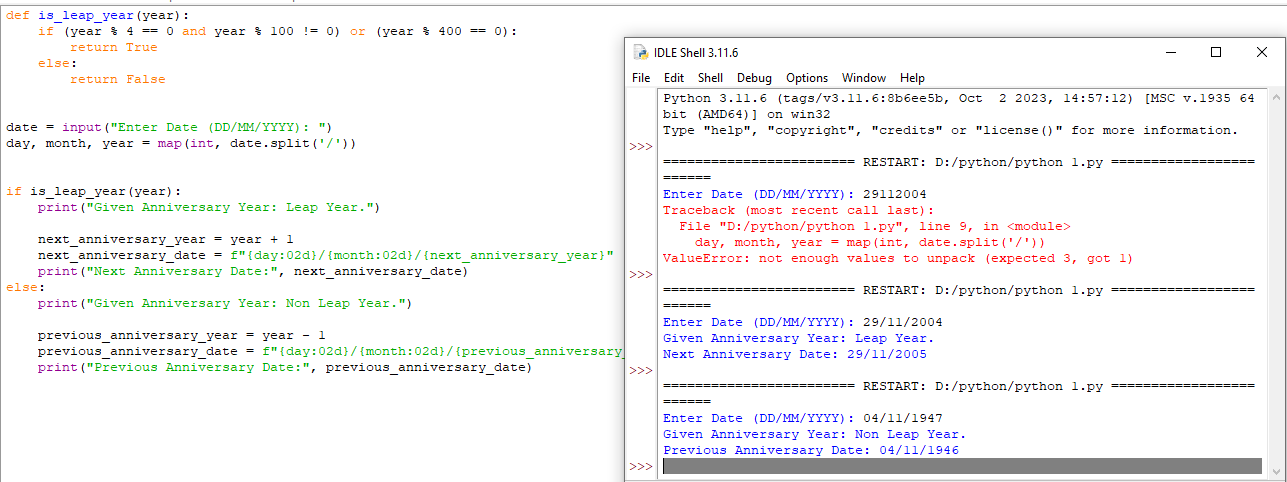 def is_leap_year(year):
    if (year % 4 == 0 and year % 100 != 0) or (year % 400 == 0):
        return True
    else:
        return False
date = input("Enter Date (DD/MM/YYYY): ")
day, month, year = map(int, date.split('/'))
if is_leap_year(year):
    print("Given Anniversary Year: Leap Year.")
    next_anniversary_year = year + 1
    next_anniversary_date = f"{day:02d}/{month:02d}/{next_anniversary_year}"
    print("Next Anniversary Date:", next_anniversary_date)
else:
    print("Given Anniversary Year: Non Leap Year.")
    previous_anniversary_year = year - 1
    previous_anniversary_date = f"{day:02d}/{month:02d}/{previous_anniversary_
    print("Previous Anniversary Date:", previous_anniversary_date)
IDLE Shell 3.11.6
File Edit Shell Debug Options Window Help
Python 3.11.6 (tags/v3.11.6:8b6ee5b, Oct  2 2023, 14:57:12) [MSC v.1935 64
bit (AMD64)] on win32
Type "help", "copyright", "credits" or "license()" for more information.
>>>
======================== RESTART: D:/python/python 1.py ==================
======
Enter Date (DD/MM/YYYY): 29112004
Traceback (most recent call last):
  File "D:/python/python 1.py", line 9, in <module>
    day, month, year = map(int, date.split('/'))
ValueError: not enough values to unpack (expected 3, got 1)
>>>
======================== RESTART: D:/python/python 1.py ==================
======
Enter Date (DD/MM/YYYY): 29/11/2004
Given Anniversary Year: Leap Year.
Next Anniversary Date: 29/11/2005
>>>
======================== RESTART: D:/python/python 1.py ==================
======
Enter Date (DD/MM/YYYY): 04/11/1947
Given Anniversary Year: Non Leap Year.
Previous Anniversary Date: 04/11/1946
>>>